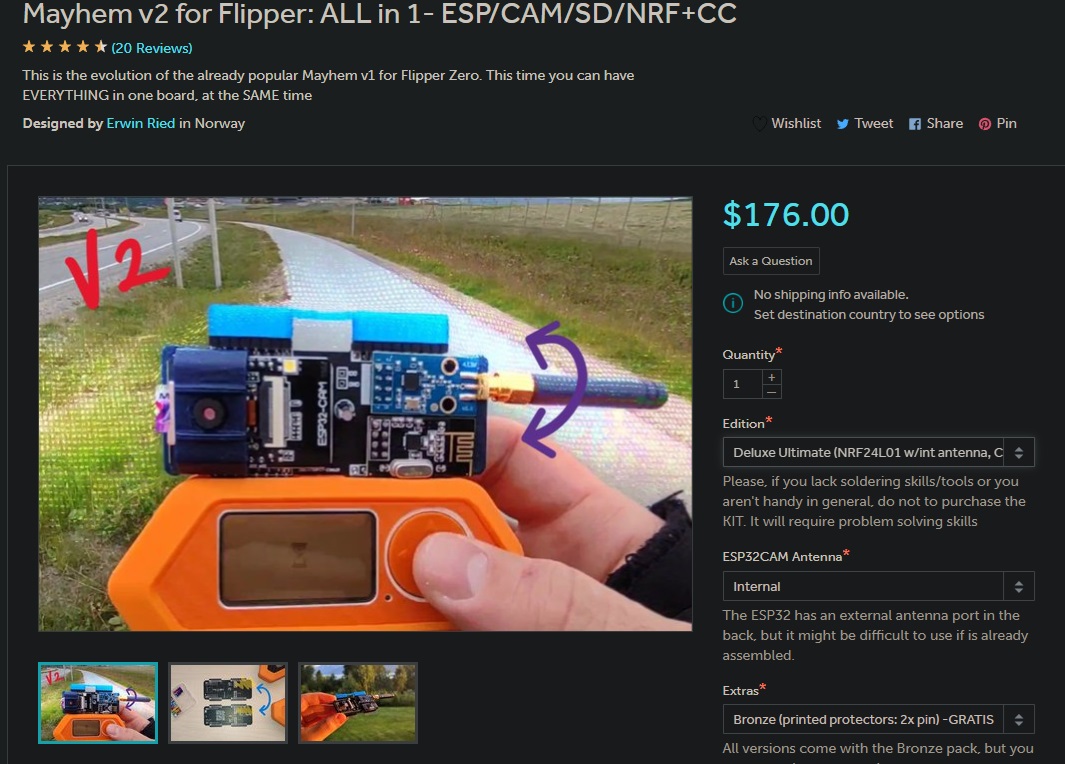 Mayhem v2 for Flipper: ALL in 1- ESP/CAM/SD/NRF+CC
(20 Reviews)
This is the evolution of the already popular Mayhem v1 for Flipper Zero. This time you can have
EVERYTHING in one board, at the SAME time
Designed by Erwin Ried in Norway
Wishlist Tweet Share Pin
V2
ESP32-CAM
$176.00
Ask a Question
No shipping info available.
Set destination country to see options
Quantity*
1
+
—
Edition*
Deluxe Ultimate (NRF24L01 w/int antenna, C
Please, if you lack soldering skills/tools or you
aren't handy in general, do not to purchase the
KIT. It will require problem solving skills
ESP32CAM Antenna*
Internal
The ESP32 has an external antenna port in the
back, but it might be difficult to use if is already
assembled.
Extras*
Bronze (printed protectors: 2x pin) -GRATIS
All versions come with the Bronze pack, but you
V2